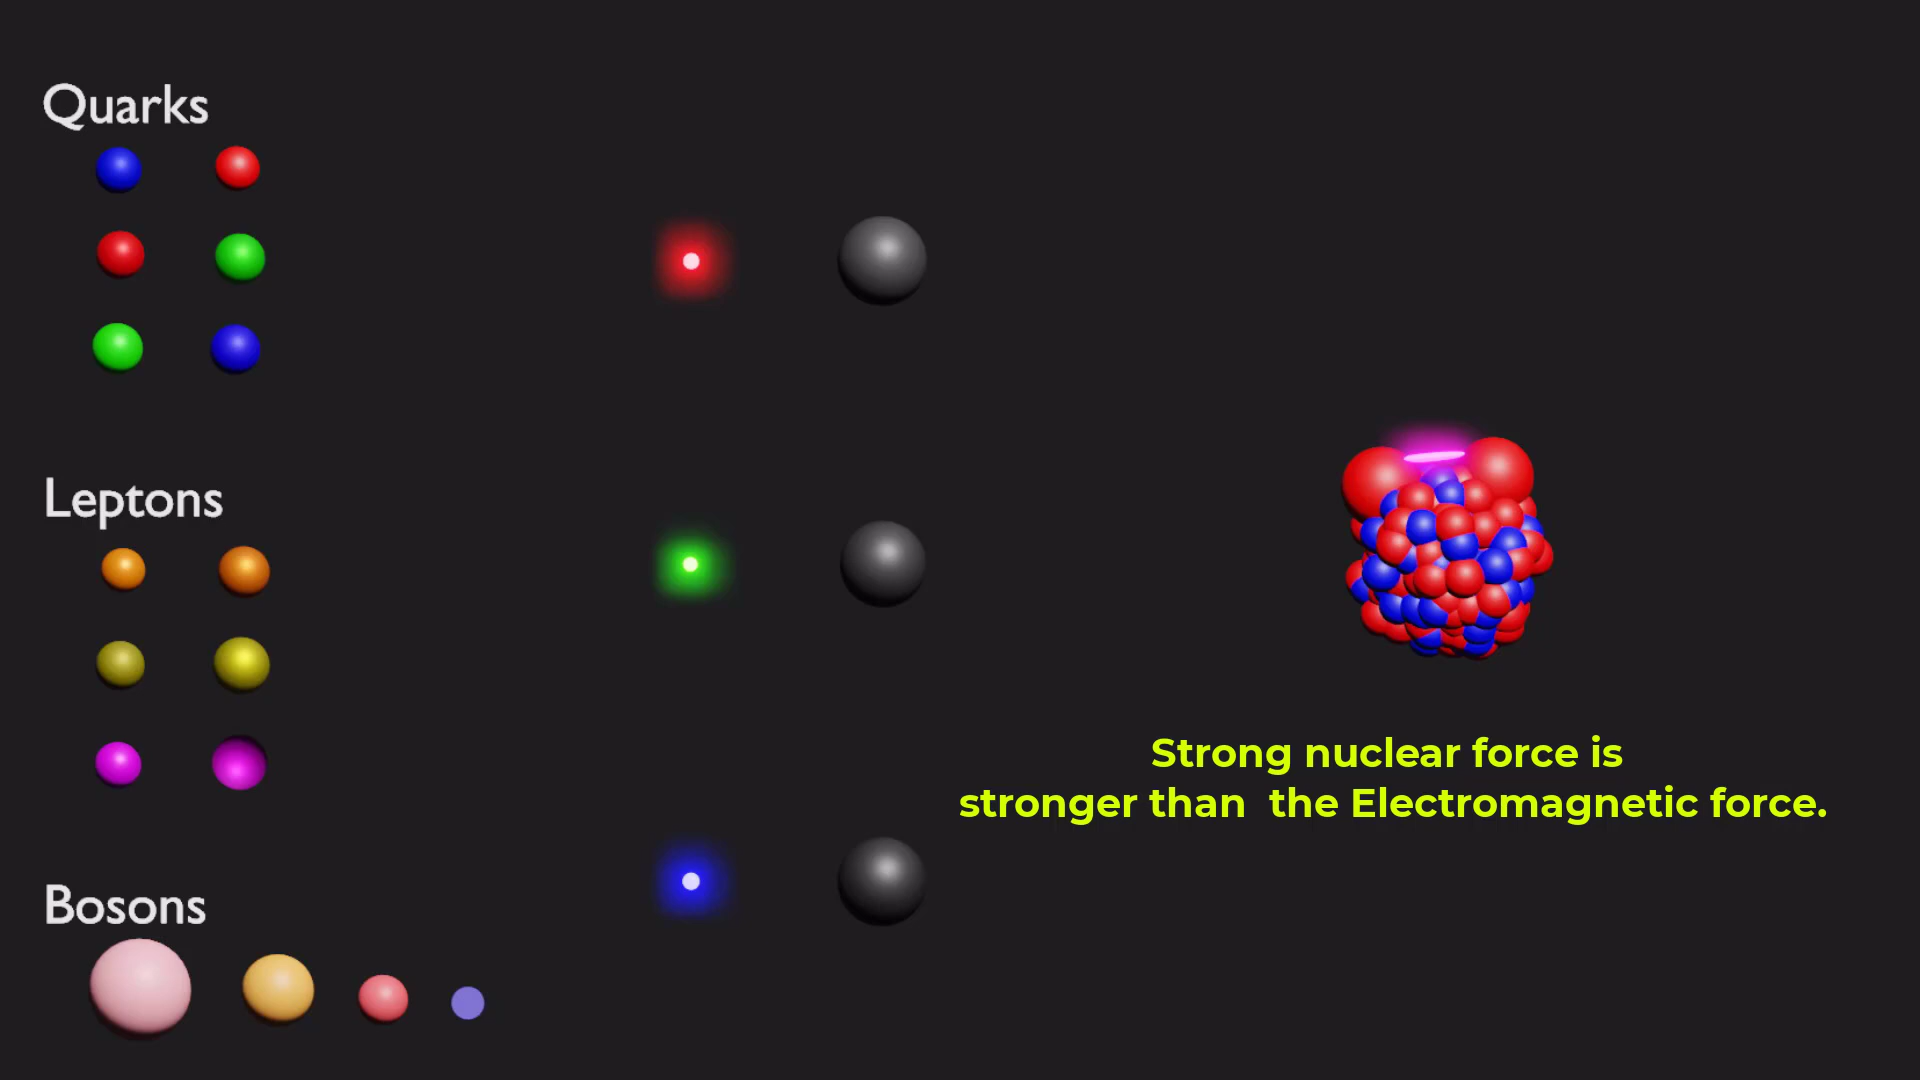 Quarks
Leptons
Strong nuclear force is
stronger than  the Electromagnetic force.
Bosons